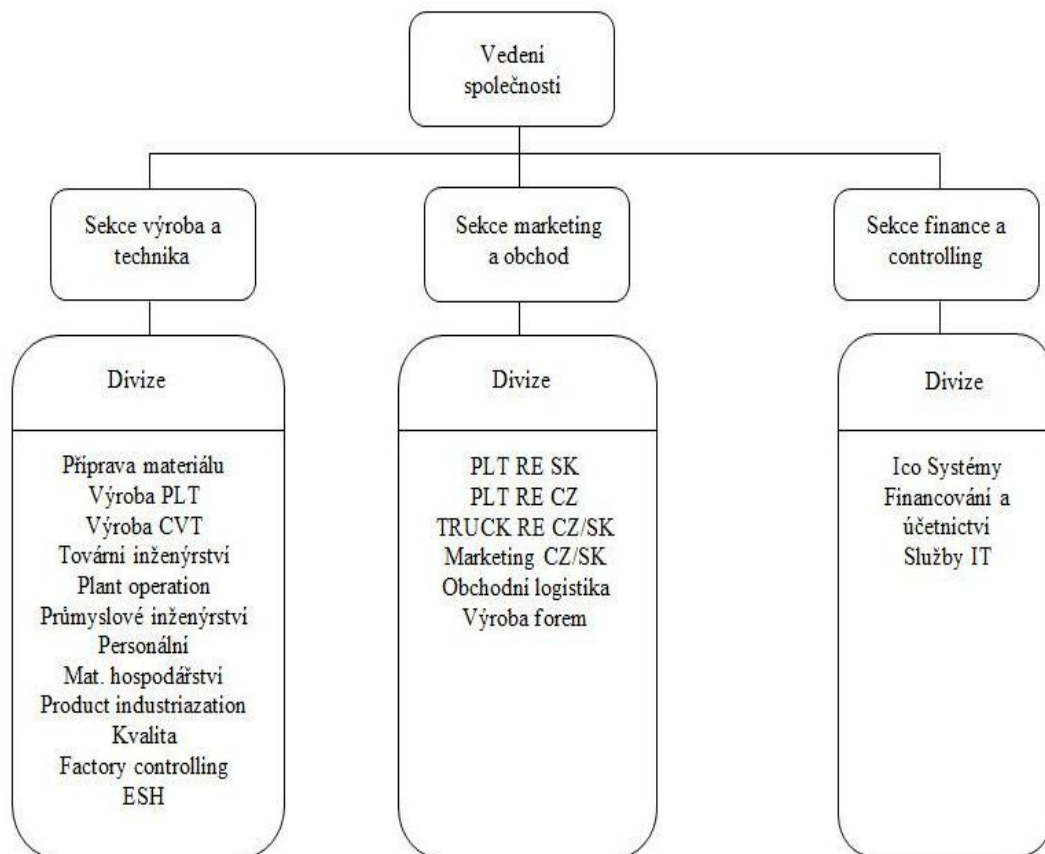 Vedení
společnosti
Sekce výroba a
technika
Sekce marketing
a obchod
Sekce finance a
controlling
Divize
Příprava materiálu
Výroba PLT
Výroba CVT
Tovární inženýrství
Plant operation
Průmyslové inženýrství
Personální
Mat. hospodářství
Product industriazation
Kvalita
Factory controlling
ESH
Divize
PLT RE SK
PLT RE CZ
TRUCK RE CZ/SK
Marketing CZ/SK
Obchodní logistika
Výroba forem
Divize
Ico Systémy
Financování a
účetnictví
Služby IT